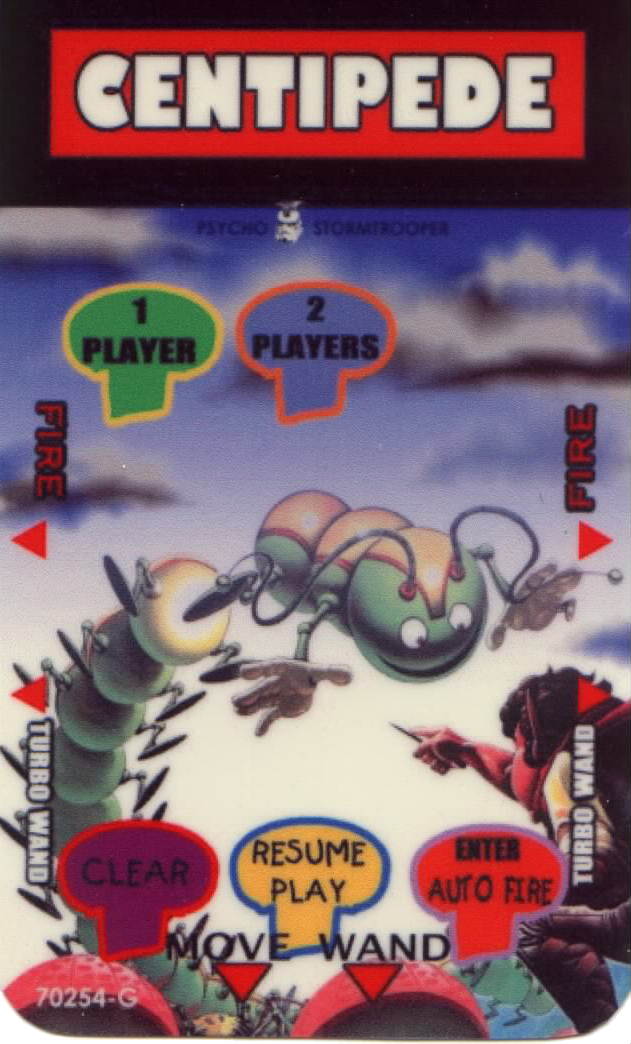 CENTIPEDE
PSYCHO STORMTROOPER
1
PLAYER
2
PLAYERS
FIRE
FIRE
TURBO WAND
TURBO WAND
CLEAR
RESUME
PLAY
ENTER
AUTO FIRE
MOVE WAND
70254-G